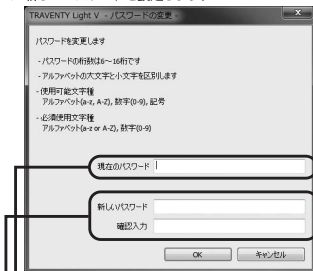 TRAVENTY Light V - パスワードの変更 -
パスワードを変更します
- パスワードの桁数は6～16桁です
- アルファベットの大文字と小文字を区別します
- 使用可能文字種
アルファベット(a-z, A-Z), 数字(0-9), 記号
- 必須使用文字種
アルファベット(a-z or A-Z), 数字(0-9)
現在のパスワード
新しいパスワード
確認入力
OK キャンセル